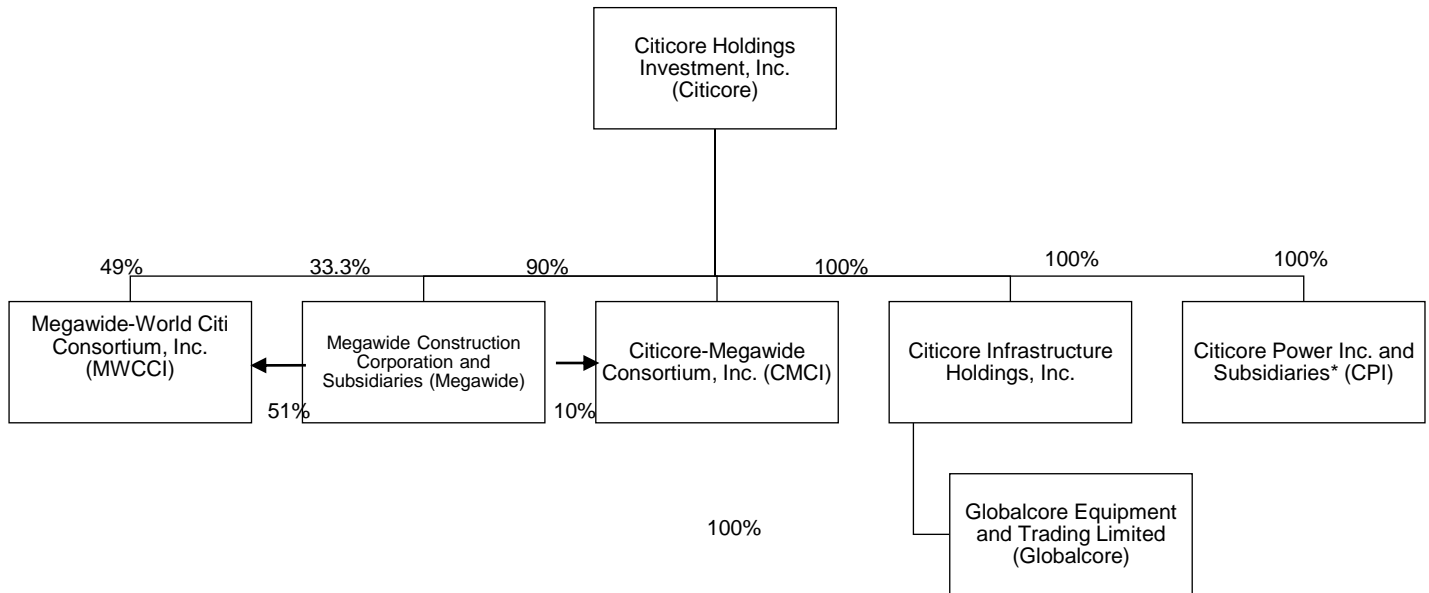 Citicore Holdings
Investment, Inc.
(Citicore)
49%
33.3%
90%
100%
100%
100%
Megawide-World Citi
Consortium, Inc.
(MWCCI)
Megawide Construction
Corporation and
Subsidiaries (Megawide)
Citicore-Megawide
Consortium, Inc. (CMCI)
Citicore Infrastructure
Holdings, Inc.
Citicore Power Inc. and
Subsidiaries* (CPI)
51%
10%
100%
Globalcore Equipment
and Trading Limited
(Globalcore)